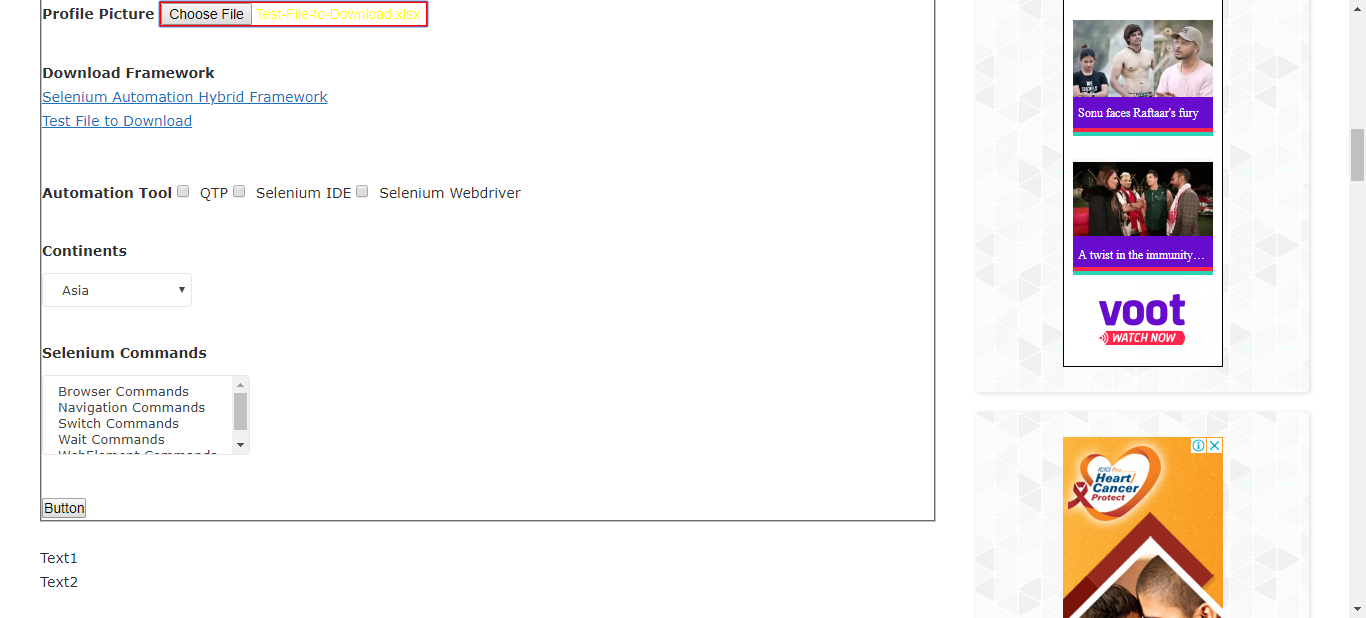 Profile Picture Choose File Test-File-to-Download.xlsx
Download Framework
Selenium Automation Hybrid Framework
Test File to Download
Automation Tool QTP Selenium IDE Selenium Webdriver
Continents
Asia
Selenium Commands
Browser Commands
Navigation Commands
Switch Commands
Wait Commands
WebElement Commands
Button
Text1
Text2
Sonu faces Raftaar's fury
A twist in the immunity…
voot
WATCH NOW
ICICI Pru
Heart/
Cancer
Protect